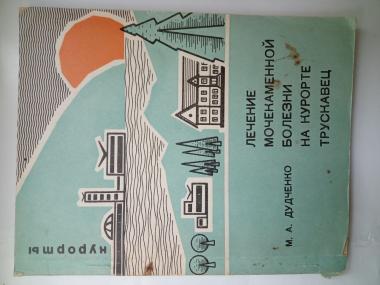 курорты
М. А. ДУДЧЕНКО
ЛЕЧЕНИЕ
МОЧЕКАМЕННОЙ
БОЛЕЗНИ
НА КУРОРТЕ
ТРУСКАВЕЦ